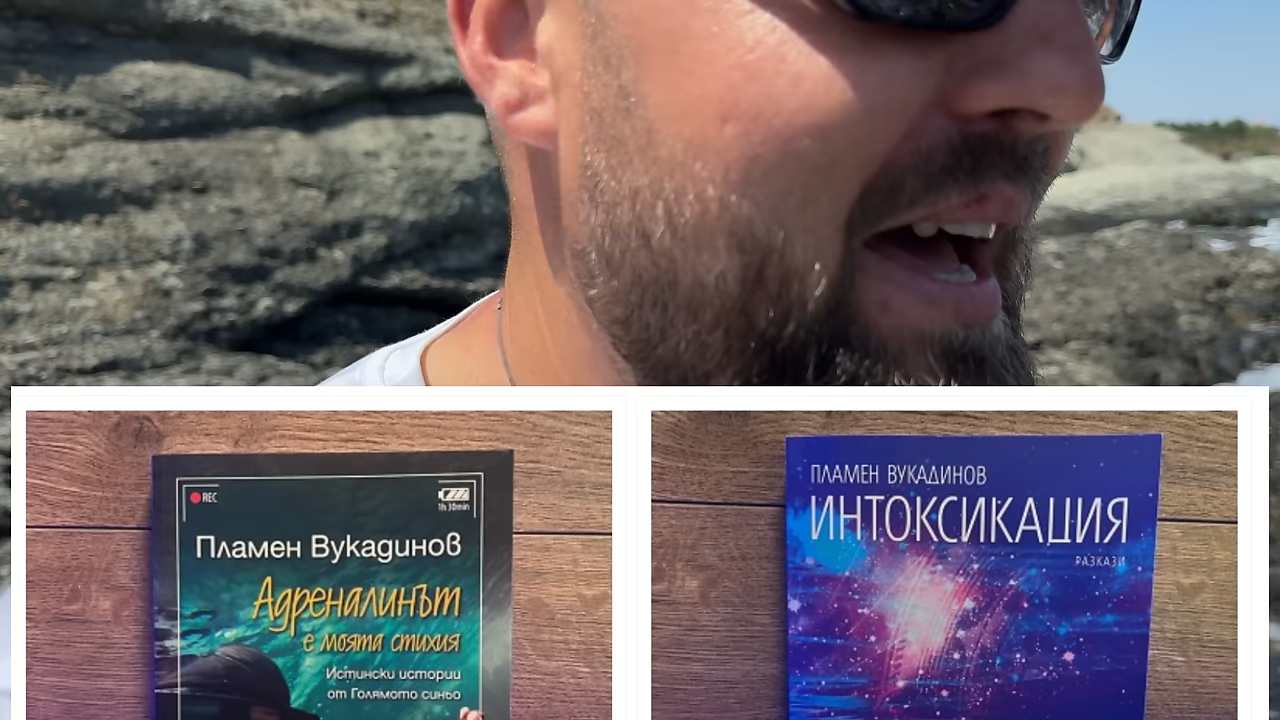 REC
1h 30min
Пламен Вукадинов
Адреналинът
е моята стихия
Истински истории
от Голямото синьо
ПЛАМЕН ВУКАДИНОВ
ИНТОКСИКАЦИЯ
РАЗКАЗИ